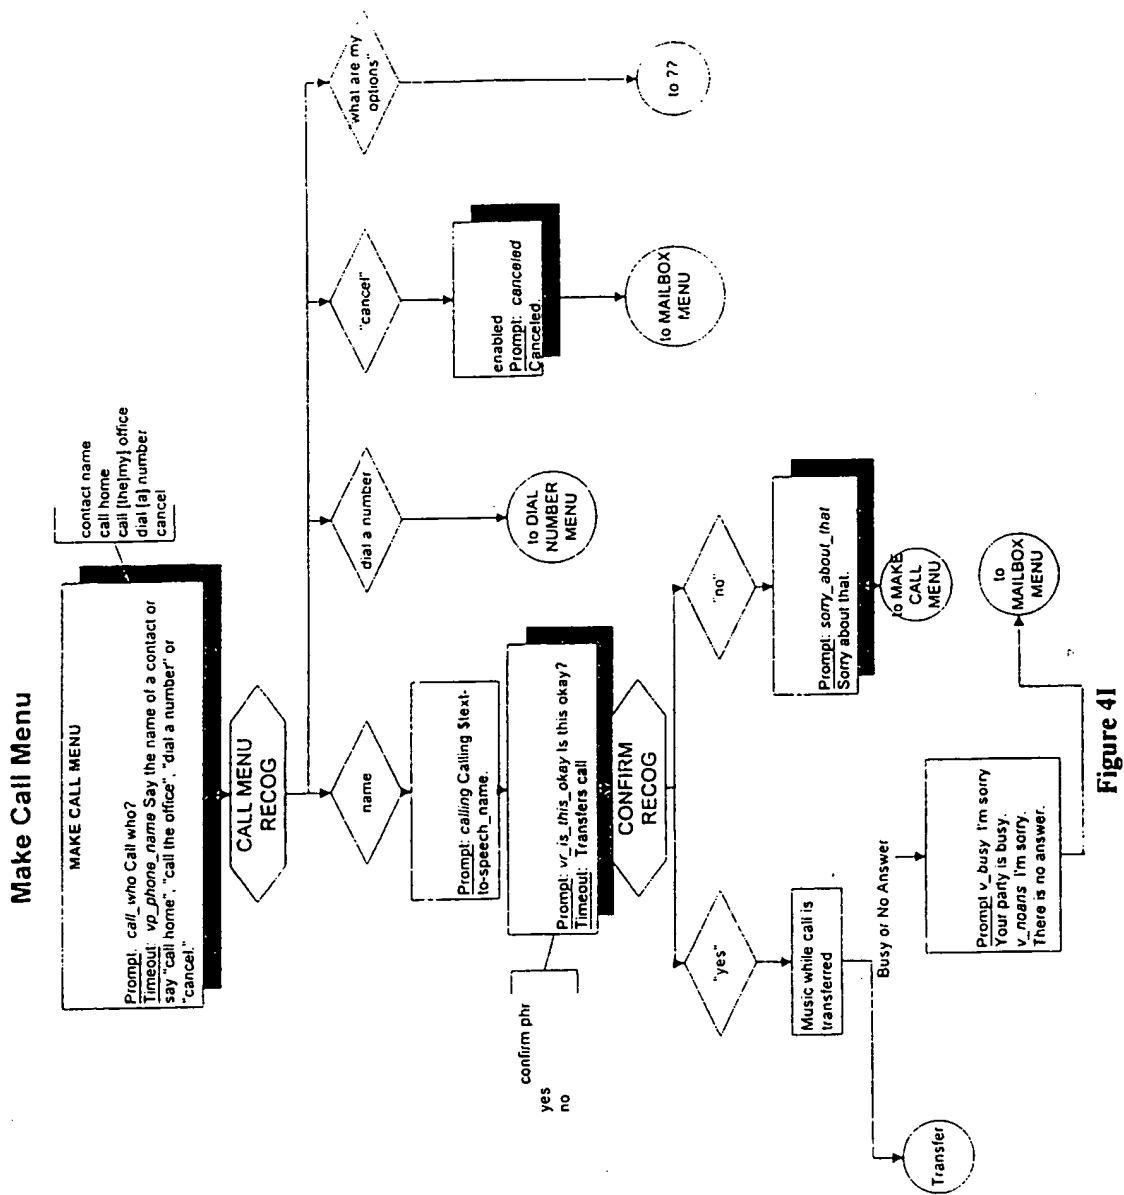 Make Call Menu
MAKE CALL MENU
Prompt: call_who Call who?
Timeout: vp_phone_name Say the name of a contact or
say "call home", "call the office", "dial a number" or
"cancel."
contact name
call home
call [the|my] office
dial [a] number
cancel
CALL MENU
RECOG
name
dial a number
"cancel"
what are my
options"
Prompt: calling Calling $text-
to-speech_name.
to DIAL
NUMBER
MENU
enabled
Prompt: canceled
Canceled.
to MAILBOX
MENU
to ??
Prompt: vr_is_this_okay Is this okay?
Timeout: Transfers call
confirm phr
yes
no
CONFIRM
RECOG
"yes"
"no"
Music while call is
transferred
Prompt: sorry_about_that
Sorry about that.
to MAKE
CALL
MENU
Busy or No Answer
Transfer
Prompt v_busy I'm sorry
Your party is busy.
v_noans I'm sorry.
There is no answer.
to
MAILBOX
MENU
Figure 4I